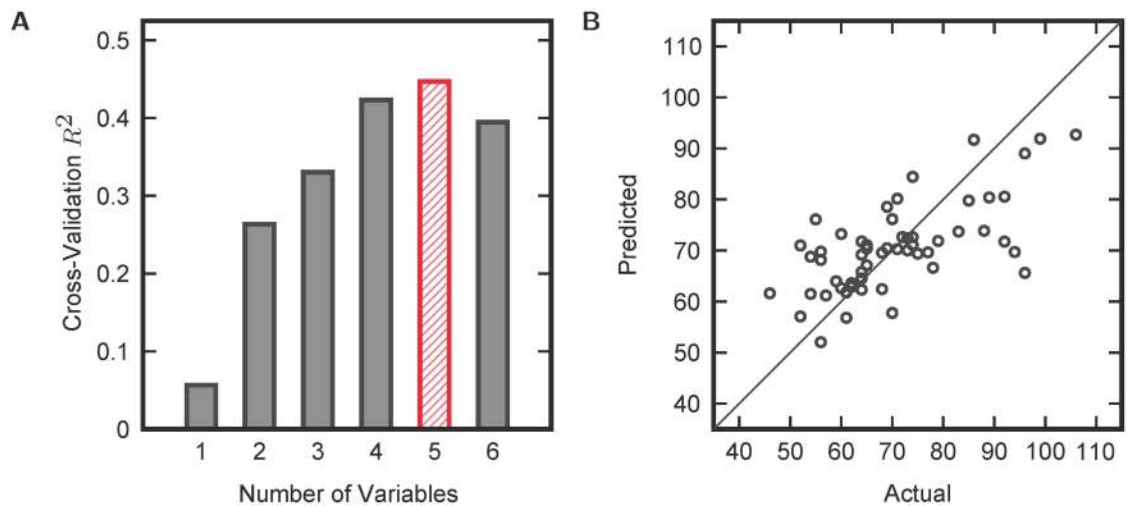 A
Cross-Validation R²
0.5
0.4
0.3
0.2
0.1
0
1 2 3 4 5 6
Number of Variables
B
Predicted
110
100
90
80
70
60
50
40
40 50 60 70 80 90 100 110
Actual